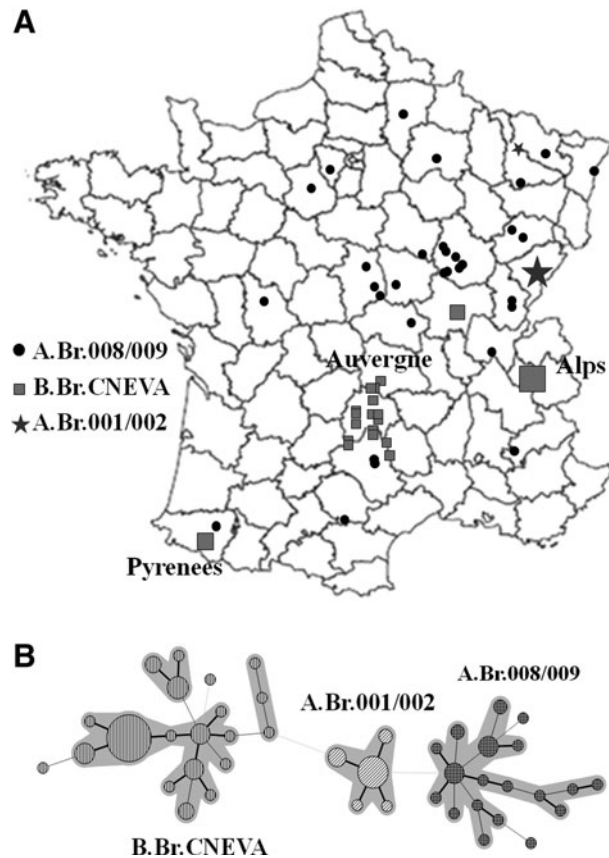 A
Auvergne
Alps
A.Br.008/009
B.Br.CNEVA
A.Br.001/002
Pyrenees
B
A.Br.008/009
A.Br.001/002
B.Br.CNEVA